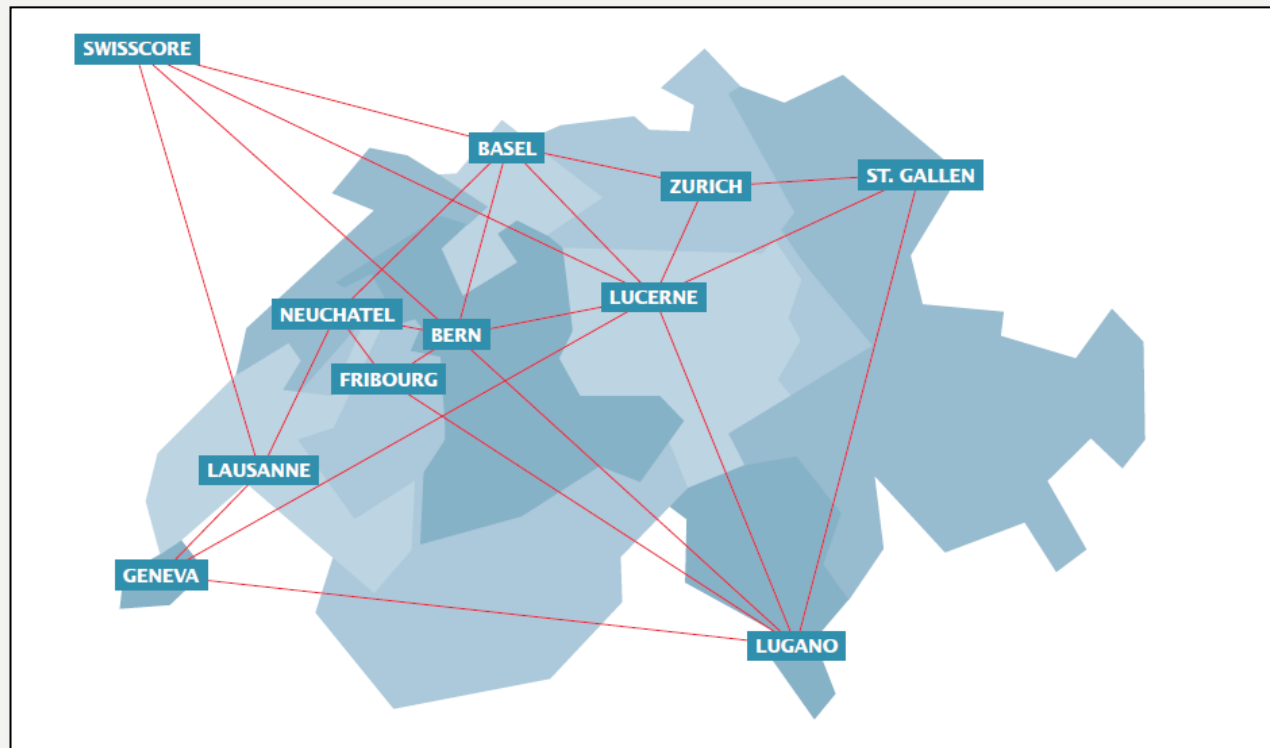 SWISSCORE
BASEL
ZURICH
ST. GALLEN
LUCERNE
NEUCHATEL
BERN
FRIBOURG
LAUSANNE
GENEVA
LUGANO